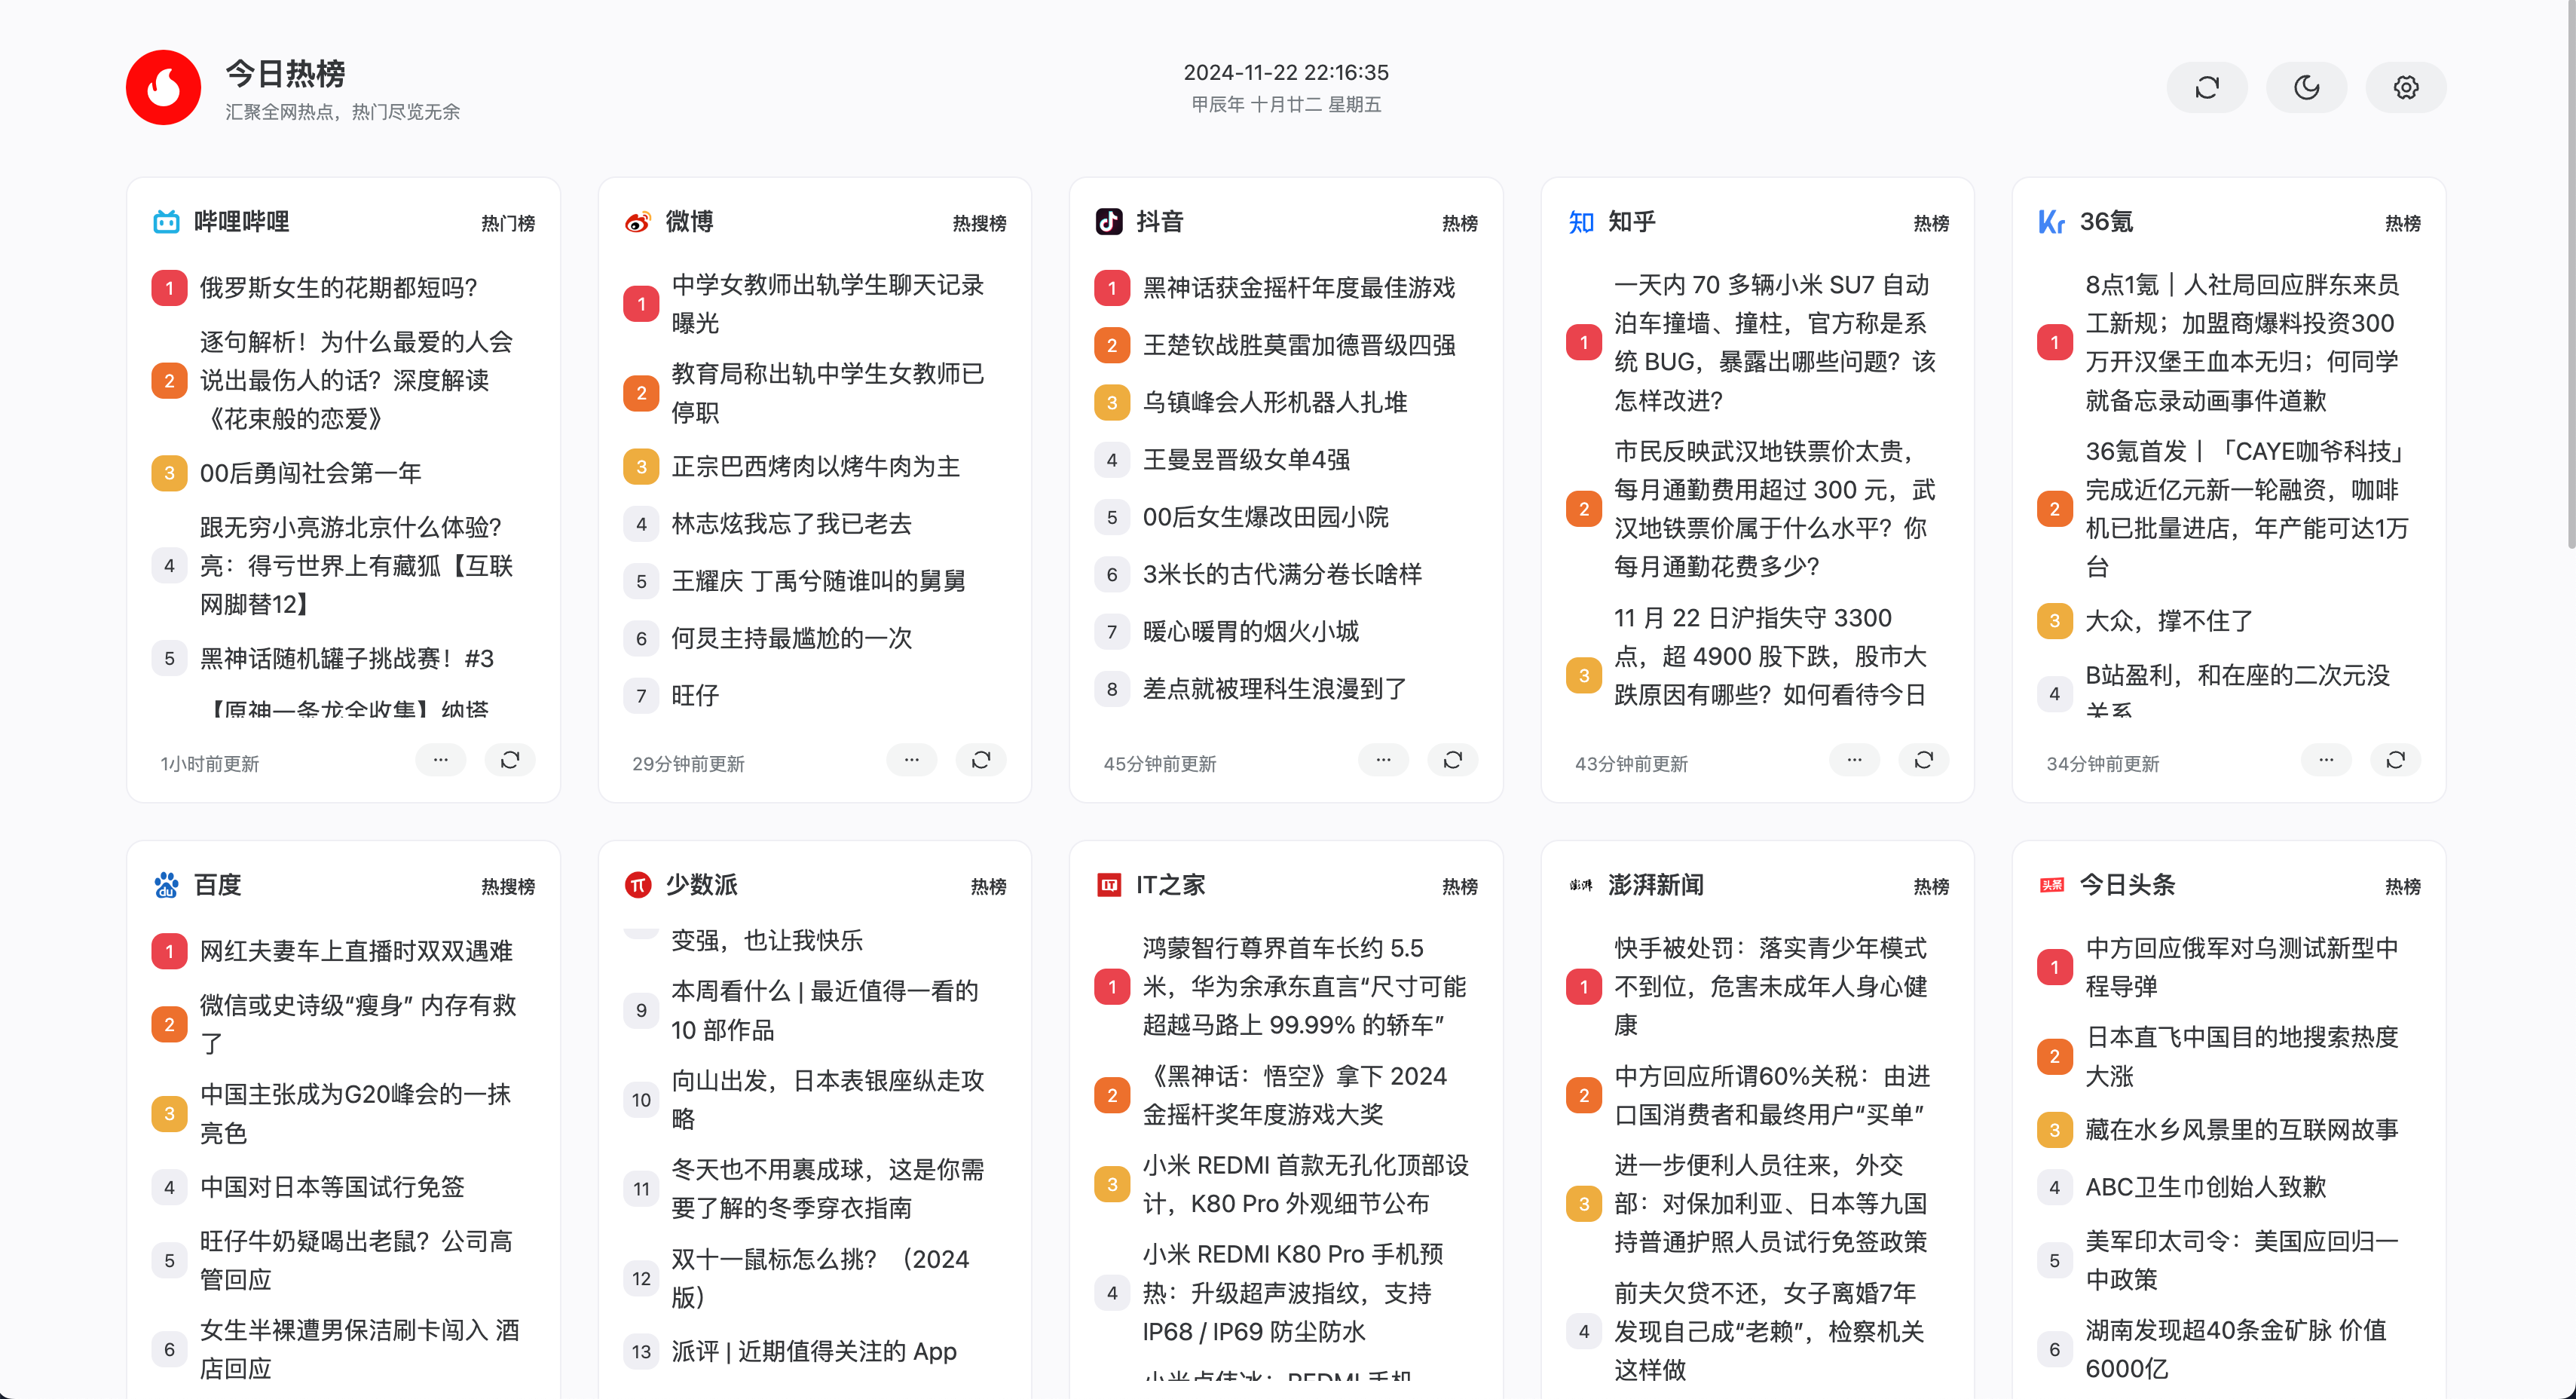 今日热榜
汇聚全网热点，热门尽览无余
2024-11-22 22:16:35
甲辰年 十月廿二 星期五
哔哩哔哩 热门榜
1 俄罗斯女生的花期都短吗？
逐句解析！为什么最爱的人会
2 说出最伤人的话？深度解读
《花束般的恋爱》
3 00后勇闯社会第一年
跟无穷小亮游北京什么体验？
4 亮：得亏世界上有藏狐【互联
网脚替12】
5 黑神话随机罐子挑战赛！#3
【原神一条龙全收集】纳塔
1小时前更新
微博 热搜榜
1 中学女教师出轨学生聊天记录
曝光
2 教育局称出轨中学生女教师已
停职
3 正宗巴西烤肉以烤牛肉为主
4 林志炫我忘了我已老去
5 王耀庆 丁禹兮随谁叫的舅舅
6 何炅主持最尴尬的一次
7 旺仔
29分钟前更新
抖音 热榜
1 黑神话获金摇杆年度最佳游戏
2 王楚钦战胜莫雷加德晋级四强
3 乌镇峰会人形机器人扎堆
4 王曼昱晋级女单4强
5 00后女生爆改田园小院
6 3米长的古代满分卷长啥样
7 暖心暖胃的烟火小城
8 差点就被理科生浪漫到了
45分钟前更新
知 知乎 热榜
一天内 70 多辆小米 SU7 自动
1 泊车撞墙、撞柱，官方称是系
统 BUG，暴露出哪些问题？该
怎样改进？
市民反映武汉地铁票价太贵，
2 每月通勤费用超过 300 元，武
汉地铁票价属于什么水平？你
每月通勤花费多少？
11 月 22 日沪指失守 3300
3 点，超 4900 股下跌，股市大
跌原因有哪些？如何看待今日
43分钟前更新
Kr 36氪 热榜
8点1氪｜人社局回应胖东来员
1 工新规；加盟商爆料投资300
万开汉堡王血本无归；何同学
就备忘录动画事件道歉
36氪首发｜「CAYE咖爷科技」
2 完成近亿元新一轮融资，咖啡
机已批量进店，年产能可达1万
台
3 大众，撑不住了
4 B站盈利，和在座的二次元没
关系
34分钟前更新
du 百度 热搜榜
1 网红夫妻车上直播时双双遇难
2 微信或史诗级“瘦身” 内存有救
了
3 中国主张成为G20峰会的一抹
亮色
4 中国对日本等国试行免签
5 旺仔牛奶疑喝出老鼠？公司高
管回应
6 女生半裸遭男保洁刷卡闯入 酒
店回应
π 少数派 热榜
变强，也让我快乐
9 本周看什么 | 最近值得一看的
10 部作品
10 向山出发，日本表银座纵走攻
略
11 冬天也不用裹成球，这是你需
要了解的冬季穿衣指南
12 双十一鼠标怎么挑？（2024
版）
13 派评 | 近期值得关注的 App
IT IT之家 热榜
鸿蒙智行尊界首车长约 5.5
1 米，华为余承东直言“尺寸可能
超越马路上 99.99% 的轿车”
2 《黑神话：悟空》拿下 2024
金摇杆奖年度游戏大奖
3 小米 REDMI 首款无孔化顶部设
计，K80 Pro 外观细节公布
小米 REDMI K80 Pro 手机预
4 热：升级超声波指纹，支持
IP68 / IP69 防尘防水
澎湃 澎湃新闻 热榜
快手被处罚：落实青少年模式
1 不到位，危害未成年人身心健
康
2 中方回应所谓60%关税：由进
口国消费者和最终用户“买单”
进一步便利人员往来，外交
3 部：对保加利亚、日本等九国
持普通护照人员试行免签政策
前夫欠贷不还，女子离婚7年
4 发现自己成“老赖”，检察机关
这样做
头条 今日头条 热榜
1 中方回应俄军对乌测试新型中
程导弹
2 日本直飞中国目的地搜索热度
大涨
3 藏在水乡风景里的互联网故事
4 ABC卫生巾创始人致歉
5 美军印太司令：美国应回归一
中政策
6 湖南发现超40条金矿脉 价值
6000亿